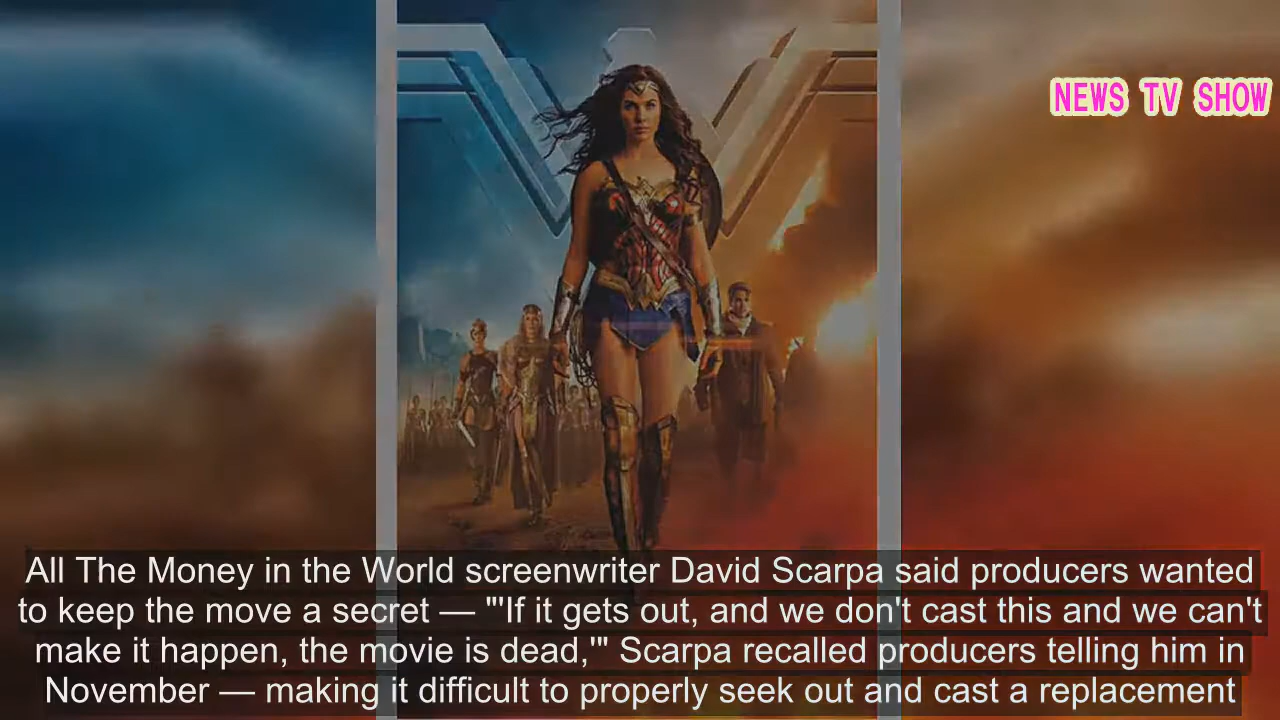 NEWS TV SHOW
All The Money in the World screenwriter David Scarpa said producers wanted
to keep the move a secret — "'If it gets out, and we don't cast this and we can't
make it happen, the movie is dead,'" Scarpa recalled producers telling him in
November — making it difficult to properly seek out and cast a replacement